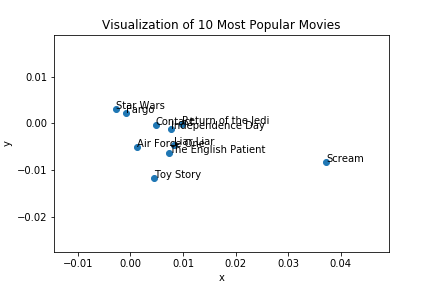 Visualization of 10 Most Popular Movies
0.01
0.00
-0.01
-0.02
y
Star Wars
Fargo
Contact
Return of the Jedi
Independence Day
Air Force One
Liar Liar
The English Patient
Toy Story
Scream
-0.01
0.00
0.01
0.02
0.03
0.04
x